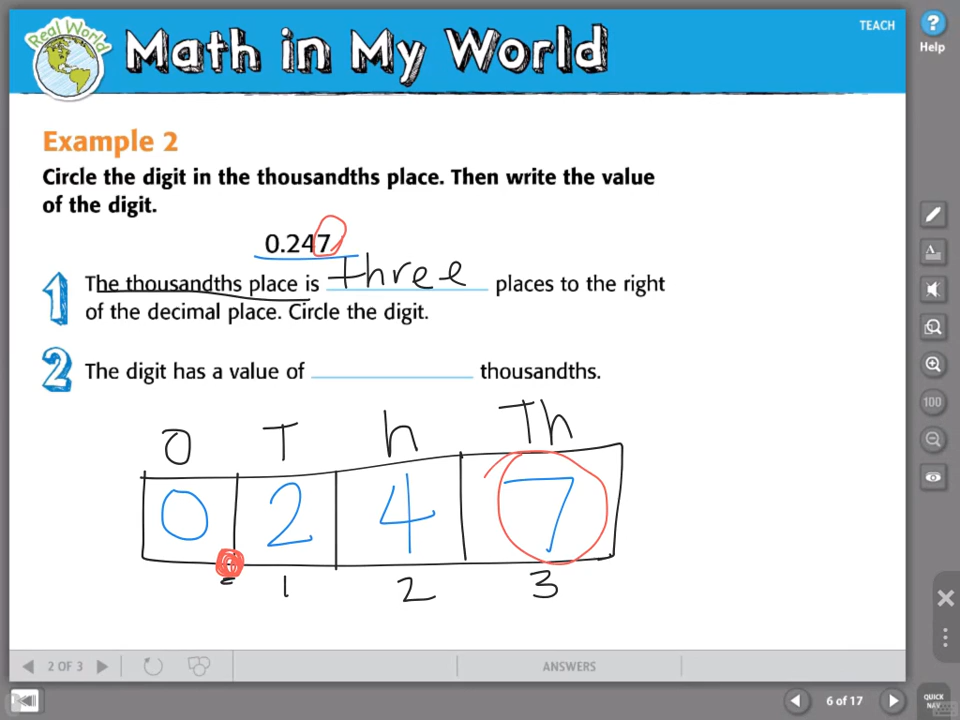 Real World
Math in My World
TEACH
Help
Example 2
Circle the digit in the thousandths place. Then write the value
of the digit.
0.247
1 The thousandths place is three places to the right
of the decimal place. Circle the digit.
2 The digit has a value of ____________ thousandths.
O T h Th
0 2 4 7
1 2 3
100
2 OF 3
ANSWERS
6 of 17
QUICK
NAV